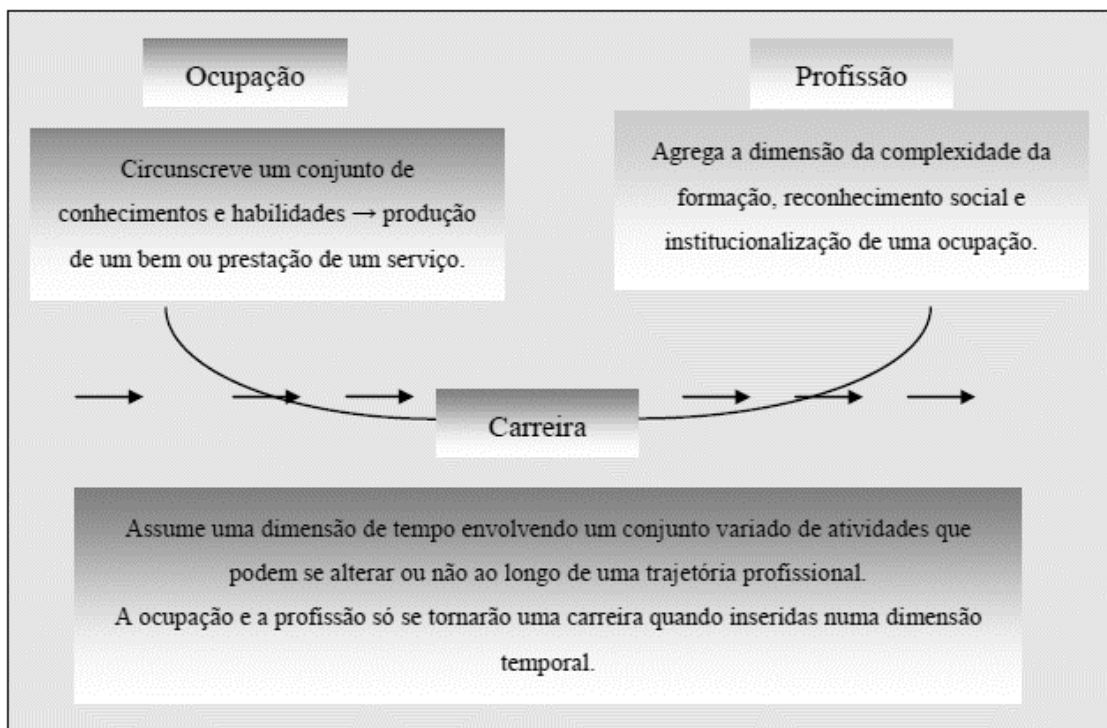 Ocupação
Circunscreve um conjunto de
conhecimentos e habilidades → produção
de um bem ou prestação de um serviço.
Profissão
Agrega a dimensão da complexidade da
formação, reconhecimento social e
institucionalização de uma ocupação.
Carreira
Assume uma dimensão de tempo envolvendo um conjunto variado de atividades que
podem se alterar ou não ao longo de uma trajetória profissional.
A ocupação e a profissão só se tornarão uma carreira quando inseridas numa dimensão
temporal.